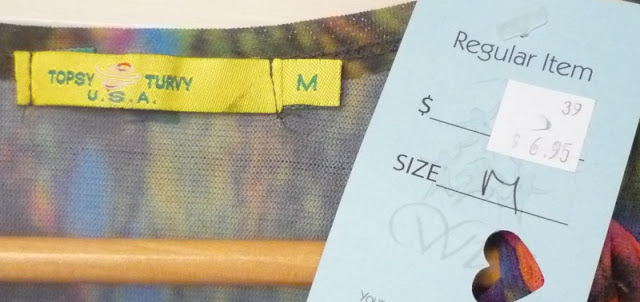 TOPSY TURVY
U.S.A.
M
Regular Item
$
39
$ 6.95
SIZE M